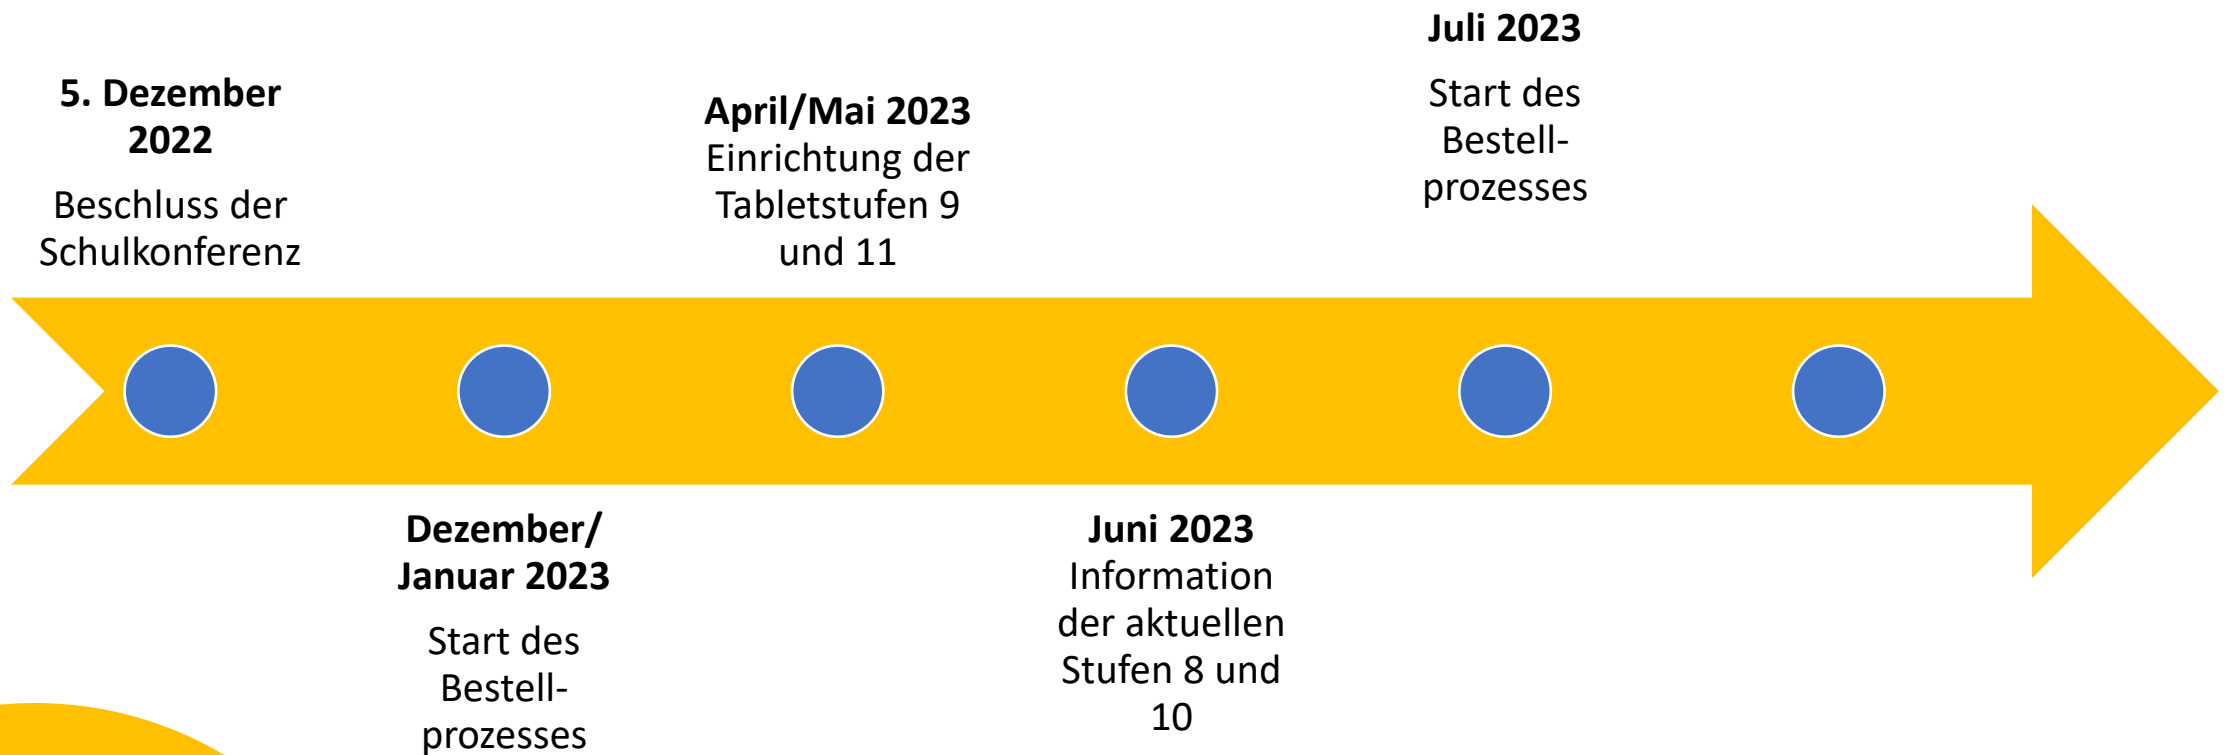 5. Dezember
2022
Beschluss der
Schulkonferenz
Dezember/
Januar 2023
Start des
Bestell-
prozesses
April/Mai 2023
Einrichtung der
Tabletstufen 9
und 11
Juni 2023
Information
der aktuellen
Stufen 8 und
10
Juli 2023
Start des
Bestell-
prozesses